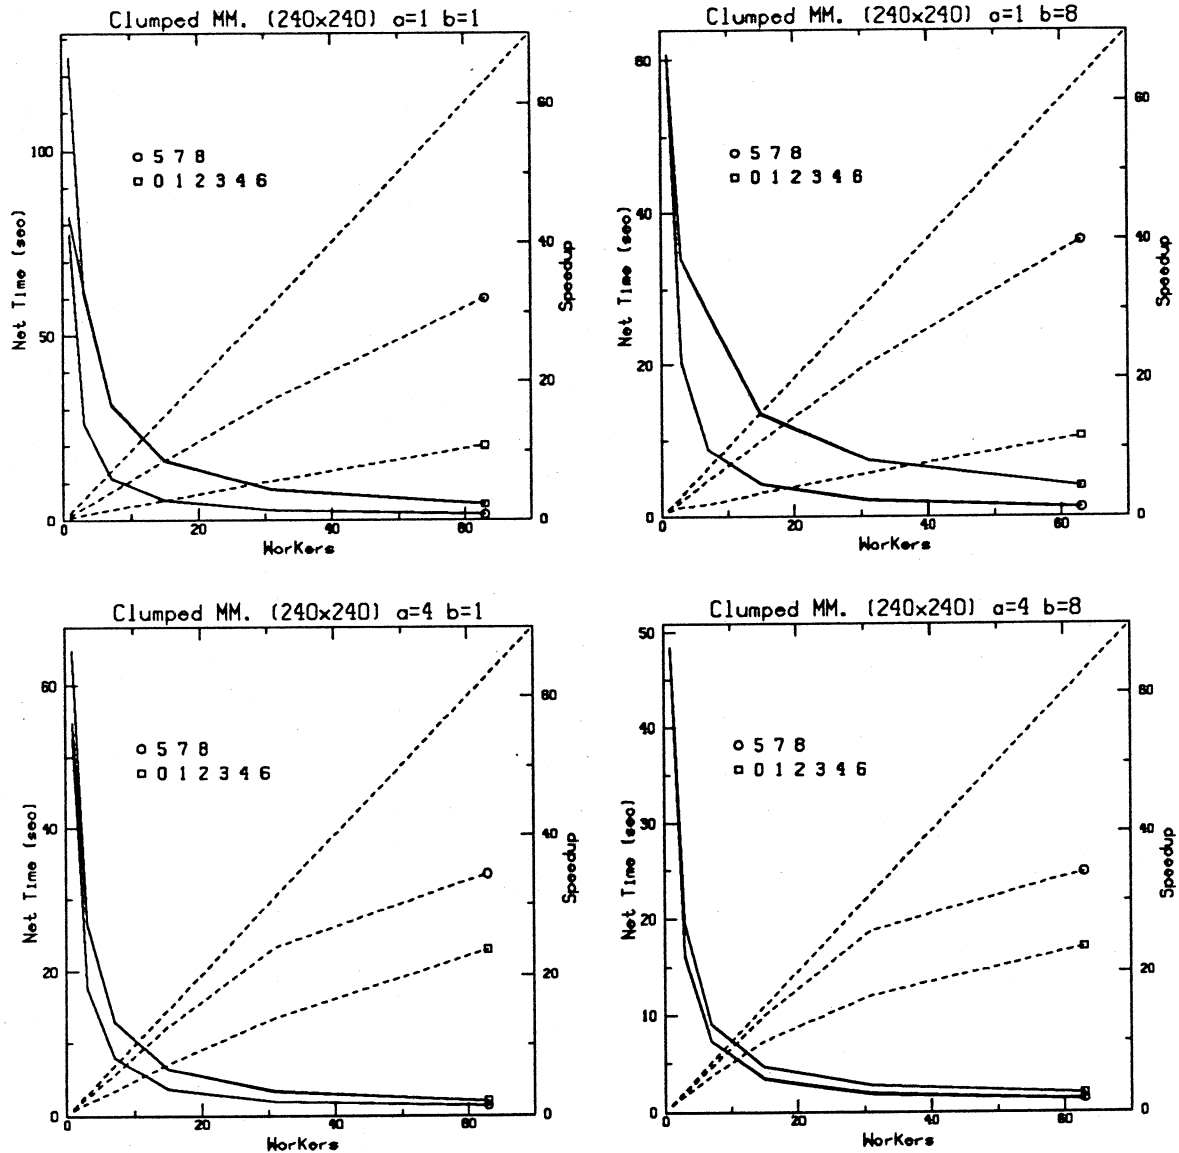 Clumped MM. (240x240) a=1 b=1
100
50
0
Net Time (sec)
60
40
20
0
Speedup
○ 5 7 8
□ 0 1 2 3 4 6
0 20 40 60
Workers
Clumped MM. (240x240) a=1 b=8
60
40
20
0
Net Time (sec)
60
40
20
0
Speedup
○ 5 7 8
□ 0 1 2 3 4 6
0 20 40 60
Workers
Clumped MM. (240x240) a=4 b=1
60
40
20
0
Net Time (sec)
60
40
20
0
Speedup
○ 5 7 8
□ 0 1 2 3 4 6
0 20 40 60
Workers
Clumped MM. (240x240) a=4 b=8
50
40
30
20
10
0
Net Time (sec)
60
40
20
0
Speedup
○ 5 7 8
□ 0 1 2 3 4 6
0 20 40 60
Workers